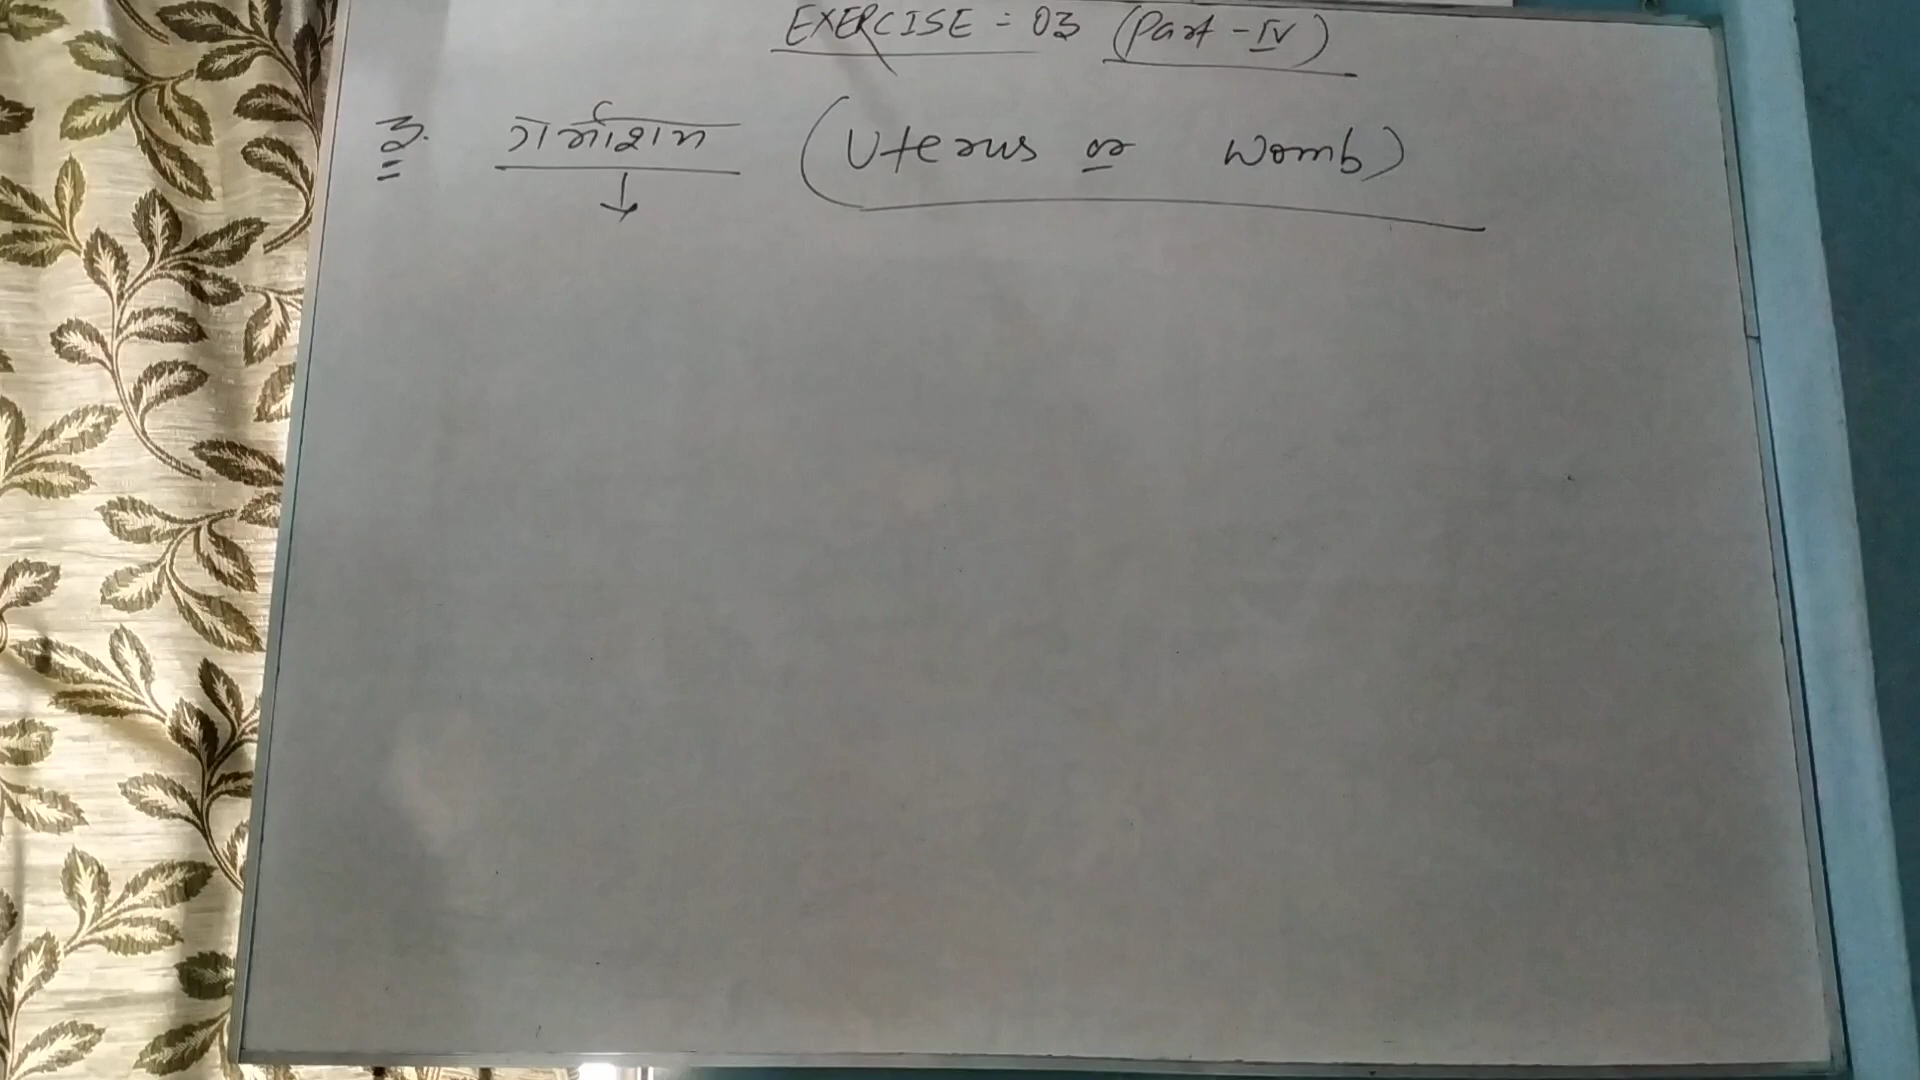 EXERCISE = 03 (Part - IV)
3. गर्भाशय (Uterus or Womb)